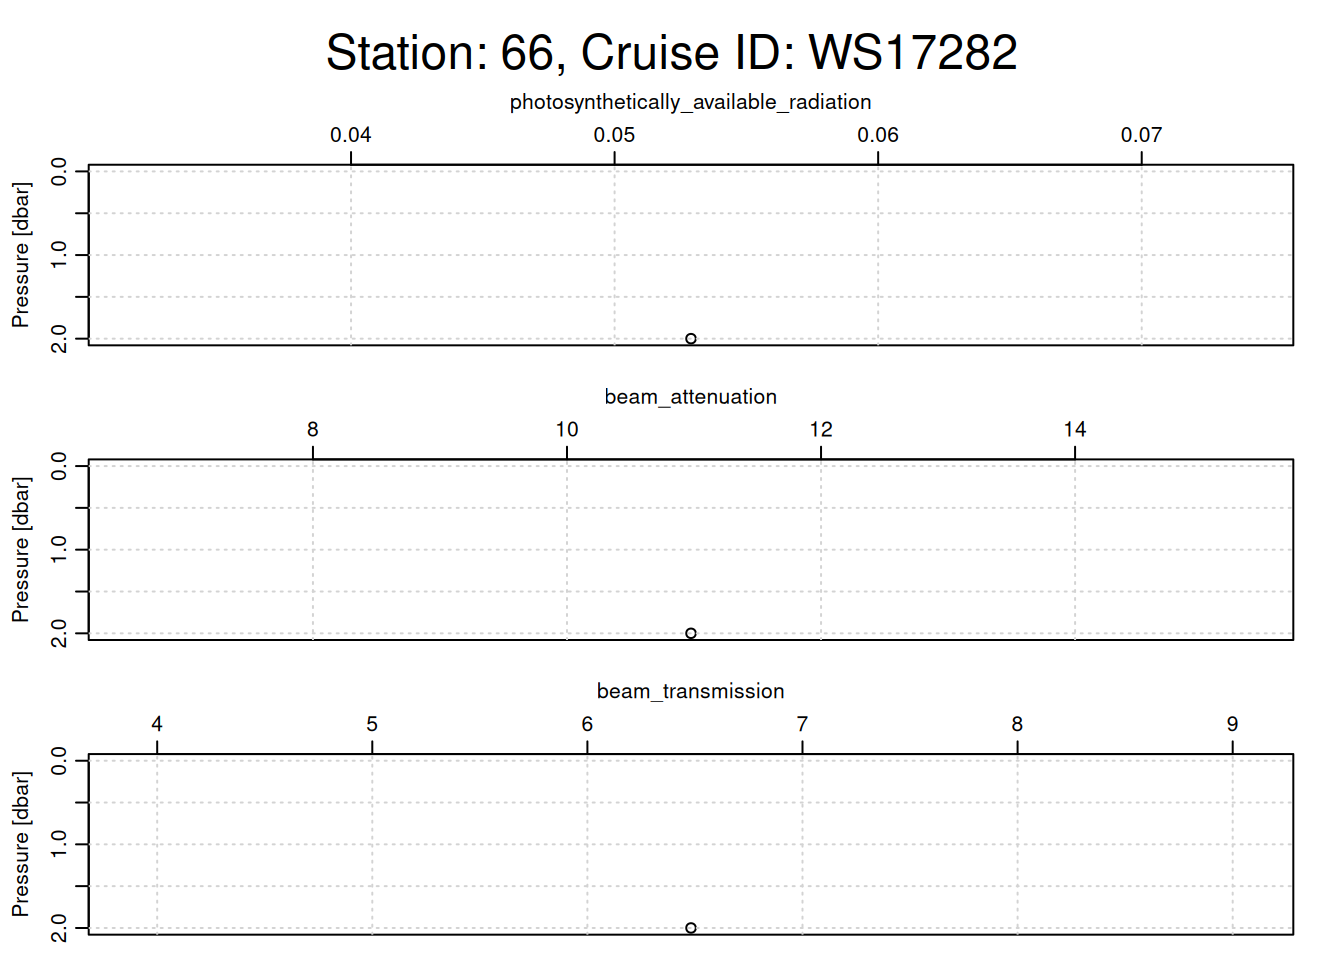 Station: 66, Cruise ID: WS17282
photosynthetically_available_radiation
0.04 0.05 0.06 0.07
Pressure [dbar]
0.0
1.0
2.0
beam_attenuation
8 10 12 14
Pressure [dbar]
0.0
1.0
2.0
beam_transmission
4 5 6 7 8 9
Pressure [dbar]
0.0
1.0
2.0